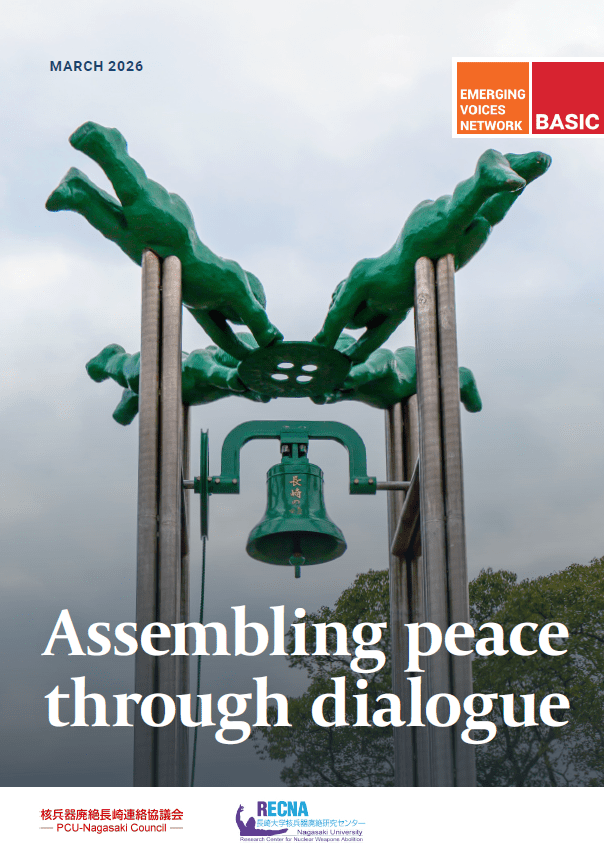 MARCH 2026
EMERGING
VOICES
NETWORK
BASIC
長崎の
Assembling peace
through dialogue
核兵器廃絶長崎連絡協議会
PCU-Nagasaki Council
RECNA
長崎大学核兵器廃絶研究センター
Nagasaki University
Research Center for Nuclear Weapons Abolition